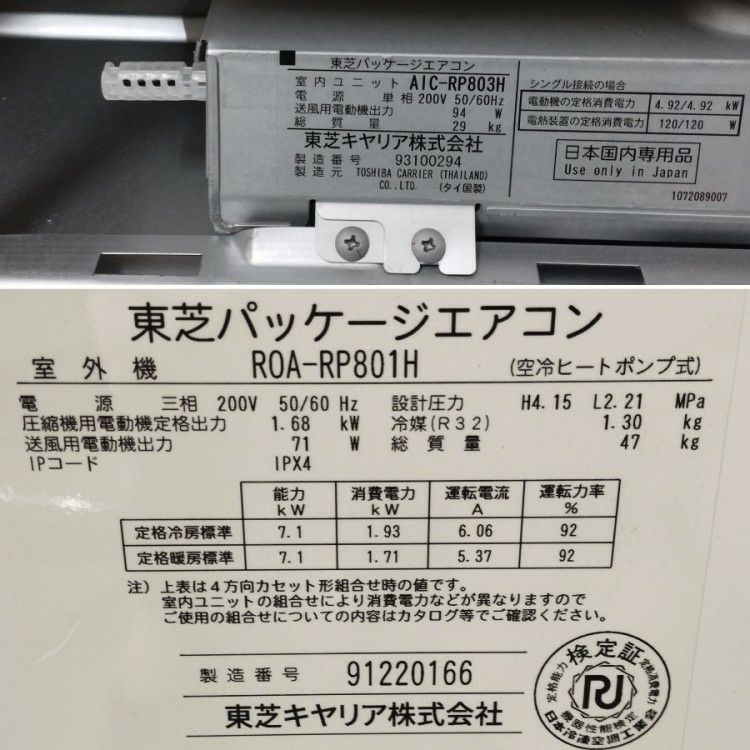 東芝パッケージエアコン
室内ユニット AIC-RP803H
電源 単相 200V 50/60Hz
送風用電動機出力 94 W
総質量 29 kg
東芝キヤリア株式会社
製造番号 93100294
製造元 TOSHIBA CARRIER (THAILAND)
CO.,LTD. (タイ国製)
シングル接続の場合
電動機の定格消費電力 4.92/4.92 kW
電熱装置の定格消費電力 120/120 W
日本国内専用品
Use only in Japan
1072089007
東芝パッケージエアコン
室外機 ROA-RP801H (空冷ヒートポンプ式)
電源 三相 200V 50/60 Hz 設計圧力 H4.15 L2.21 MPa
圧縮機用電動機定格出力 1.68 kW 冷媒(R32) 1.30 kg
送風用電動機出力 71 W 総質量 47 kg
IPコード IPX4
能力 消費電力 運転電流 運転力率
kW kW A %
定格冷房標準 7.1 1.93 6.06 92
定格暖房標準 7.1 1.71 5.37 92
注) 上表は4方向カセット形組合せ時の値です。
室内ユニットの組合せにより消費電力などが異なりますので
ご使用の組合せについての内容はカタログ等でご確認ください。
製造番号 91220166
東芝キヤリア株式会社
検定証
定格能力
定格消費電力
RJ
機器性能検定
日本冷凍空調工業会